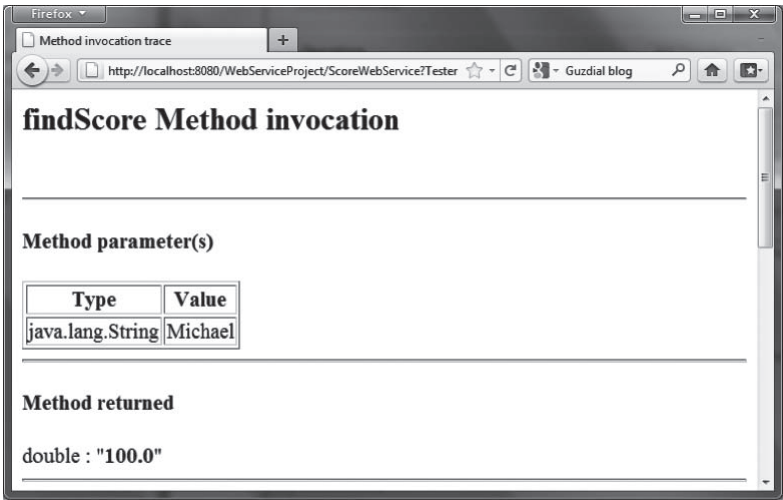 Firefox
Method invocation trace
http://localhost:8080/WebServiceProject/ScoreWebService?Tester
Guzdial blog
findScore Method invocation
Method parameter(s)
Type Value
java.lang.String Michael
Method returned
double : "100.0"